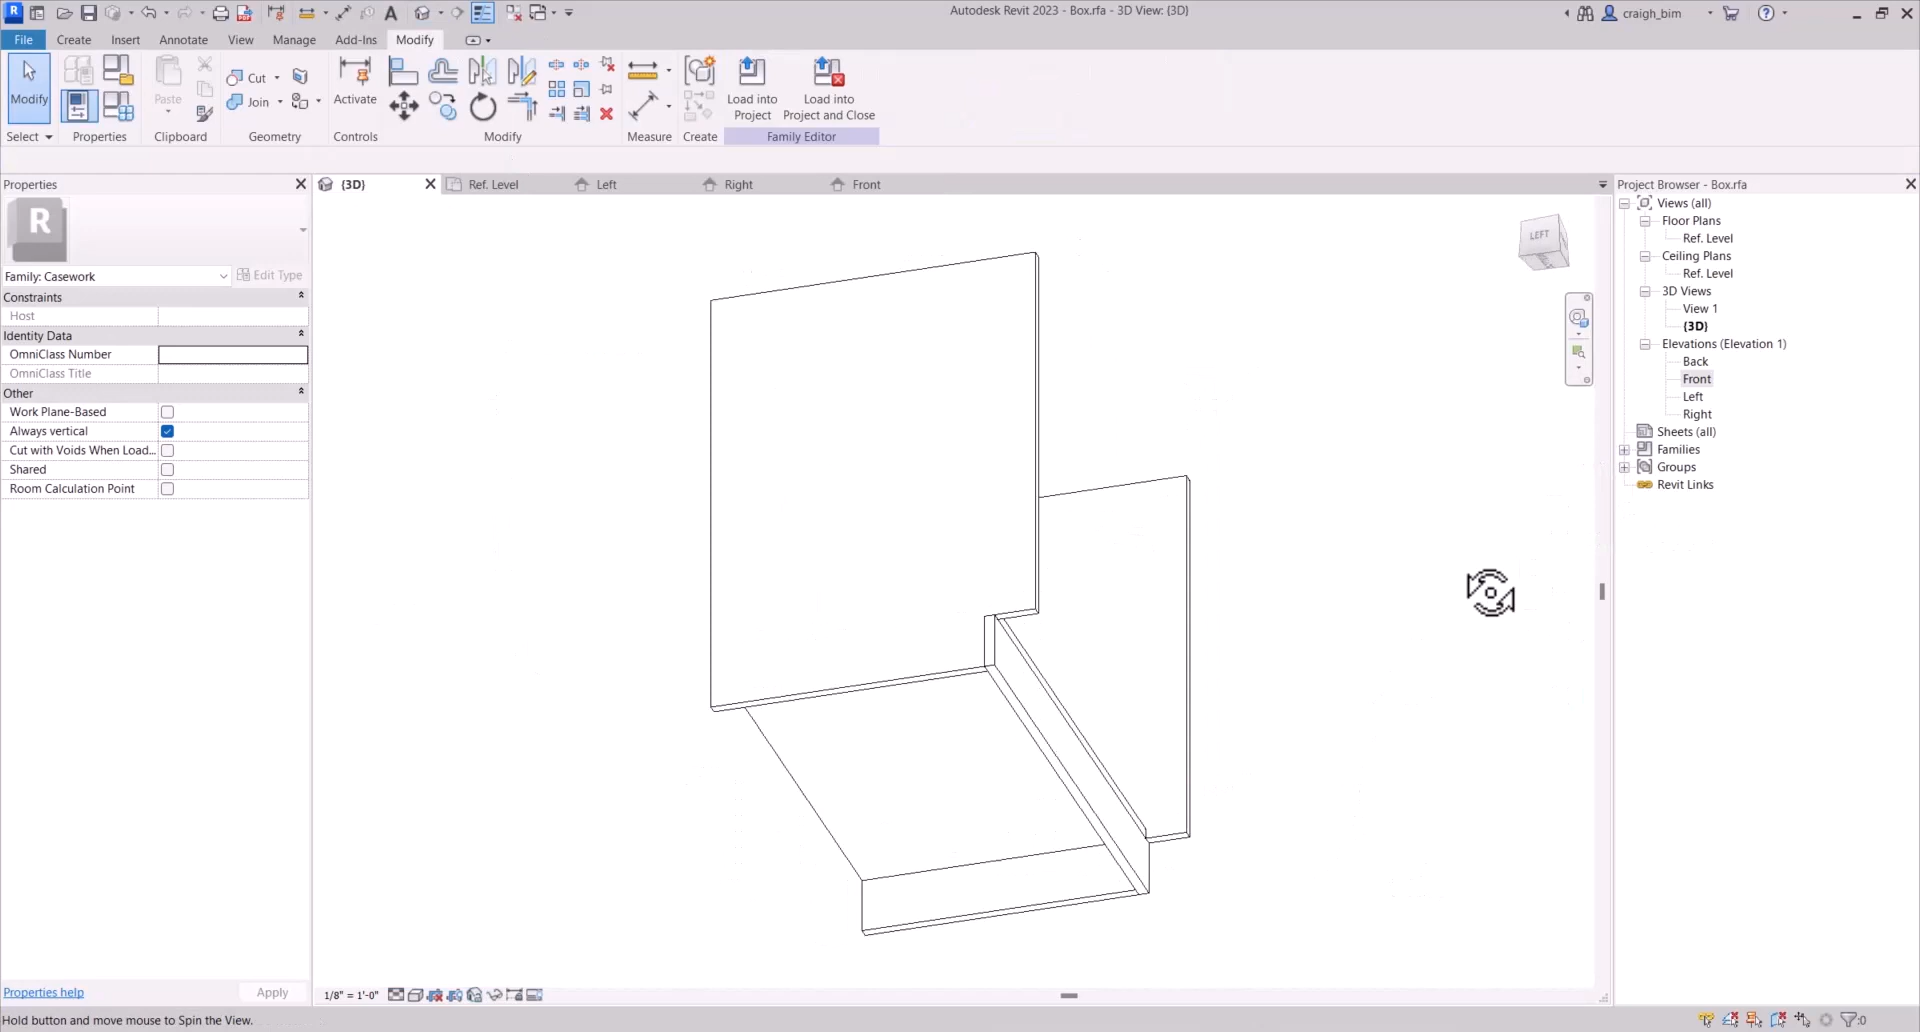 Autodesk Revit 2023 - Box.rfa - 3D View: {3D}
craigh_bim
File Create Insert Annotate View Manage Add-Ins Modify
Modify
Paste
Cut
Join
Activate
Load into Project
Load into Project and Close
Select Properties Clipboard Geometry Controls Modify Measure Create Family Editor
Properties
R
Family: Casework
Edit Type
Constraints
Host
Identity Data
OmniClass Number
OmniClass Title
Other
Work Plane-Based
Always vertical
Cut with Voids When Load...
Shared
Room Calculation Point
Properties help
Apply
{3D} Ref. Level Left Right Front
LEFT
1/8" = 1'-0"
Project Browser - Box.rfa
Views (all)
Floor Plans
Ref. Level
Ceiling Plans
Ref. Level
3D Views
View 1
{3D}
Elevations (Elevation 1)
Back
Front
Left
Right
Sheets (all)
Families
Groups
Revit Links
Hold button and move mouse to Spin the View.
:0